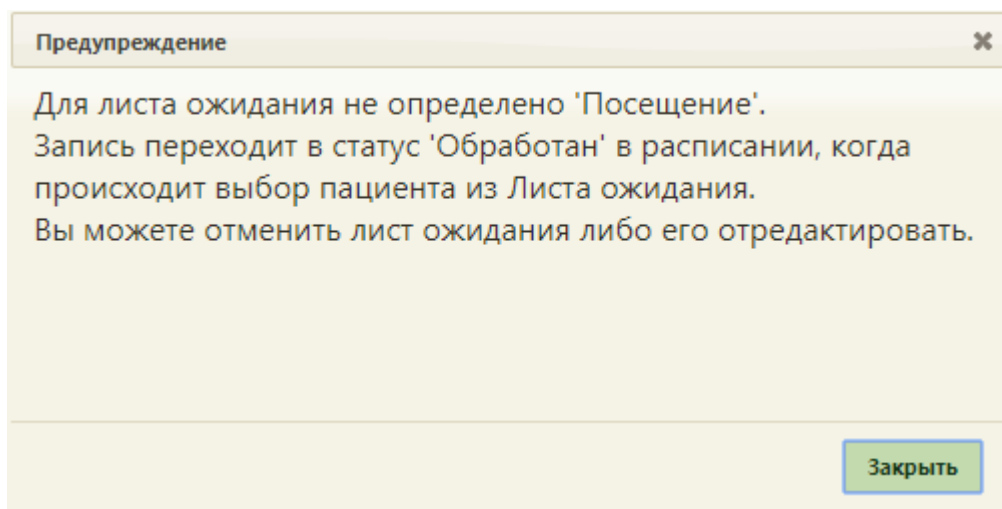 Предупреждение
Для листа ожидания не определено 'Посещение'.
Запись переходит в статус 'Обработан' в расписании, когда
происходит выбор пациента из Листа ожидания.
Вы можете отменить лист ожидания либо его отредактировать.
Закрыть